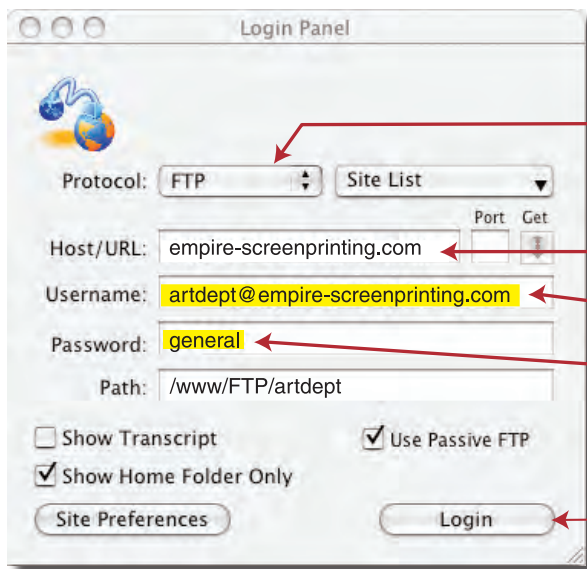 Login Panel
Protocol: FTP Site List
Port Get
Host/URL: empire-screenprinting.com
Username: artdept@empire-screenprinting.com
Password: general
Path: /www/FTP/artdept
Show Transcript Use Passive FTP
Show Home Folder Only
Site Preferences Login